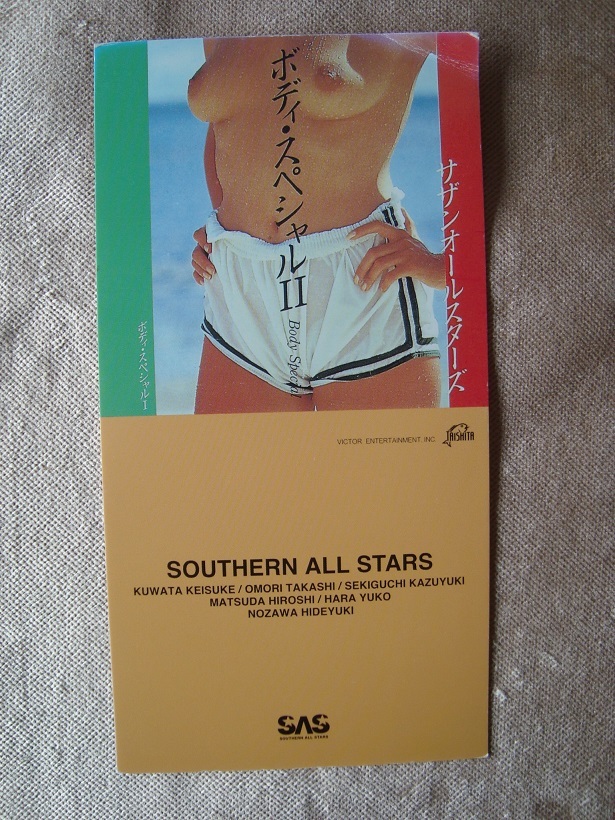 ボディ・スペシャルII
Body Special
サザンオールスターズ
ボディ・スペシャルI
VICTOR ENTERTAINMENT. INC
TAISHITA
SOUTHERN ALL STARS
KUWATA KEISUKE / OMORI TAKASHI / SEKIGUCHI KAZUYUKI
MATSUDA HIROSHI / HARA YUKO
NOZAWA HIDEYUKI
SAS
SOUTHERN ALL STARS